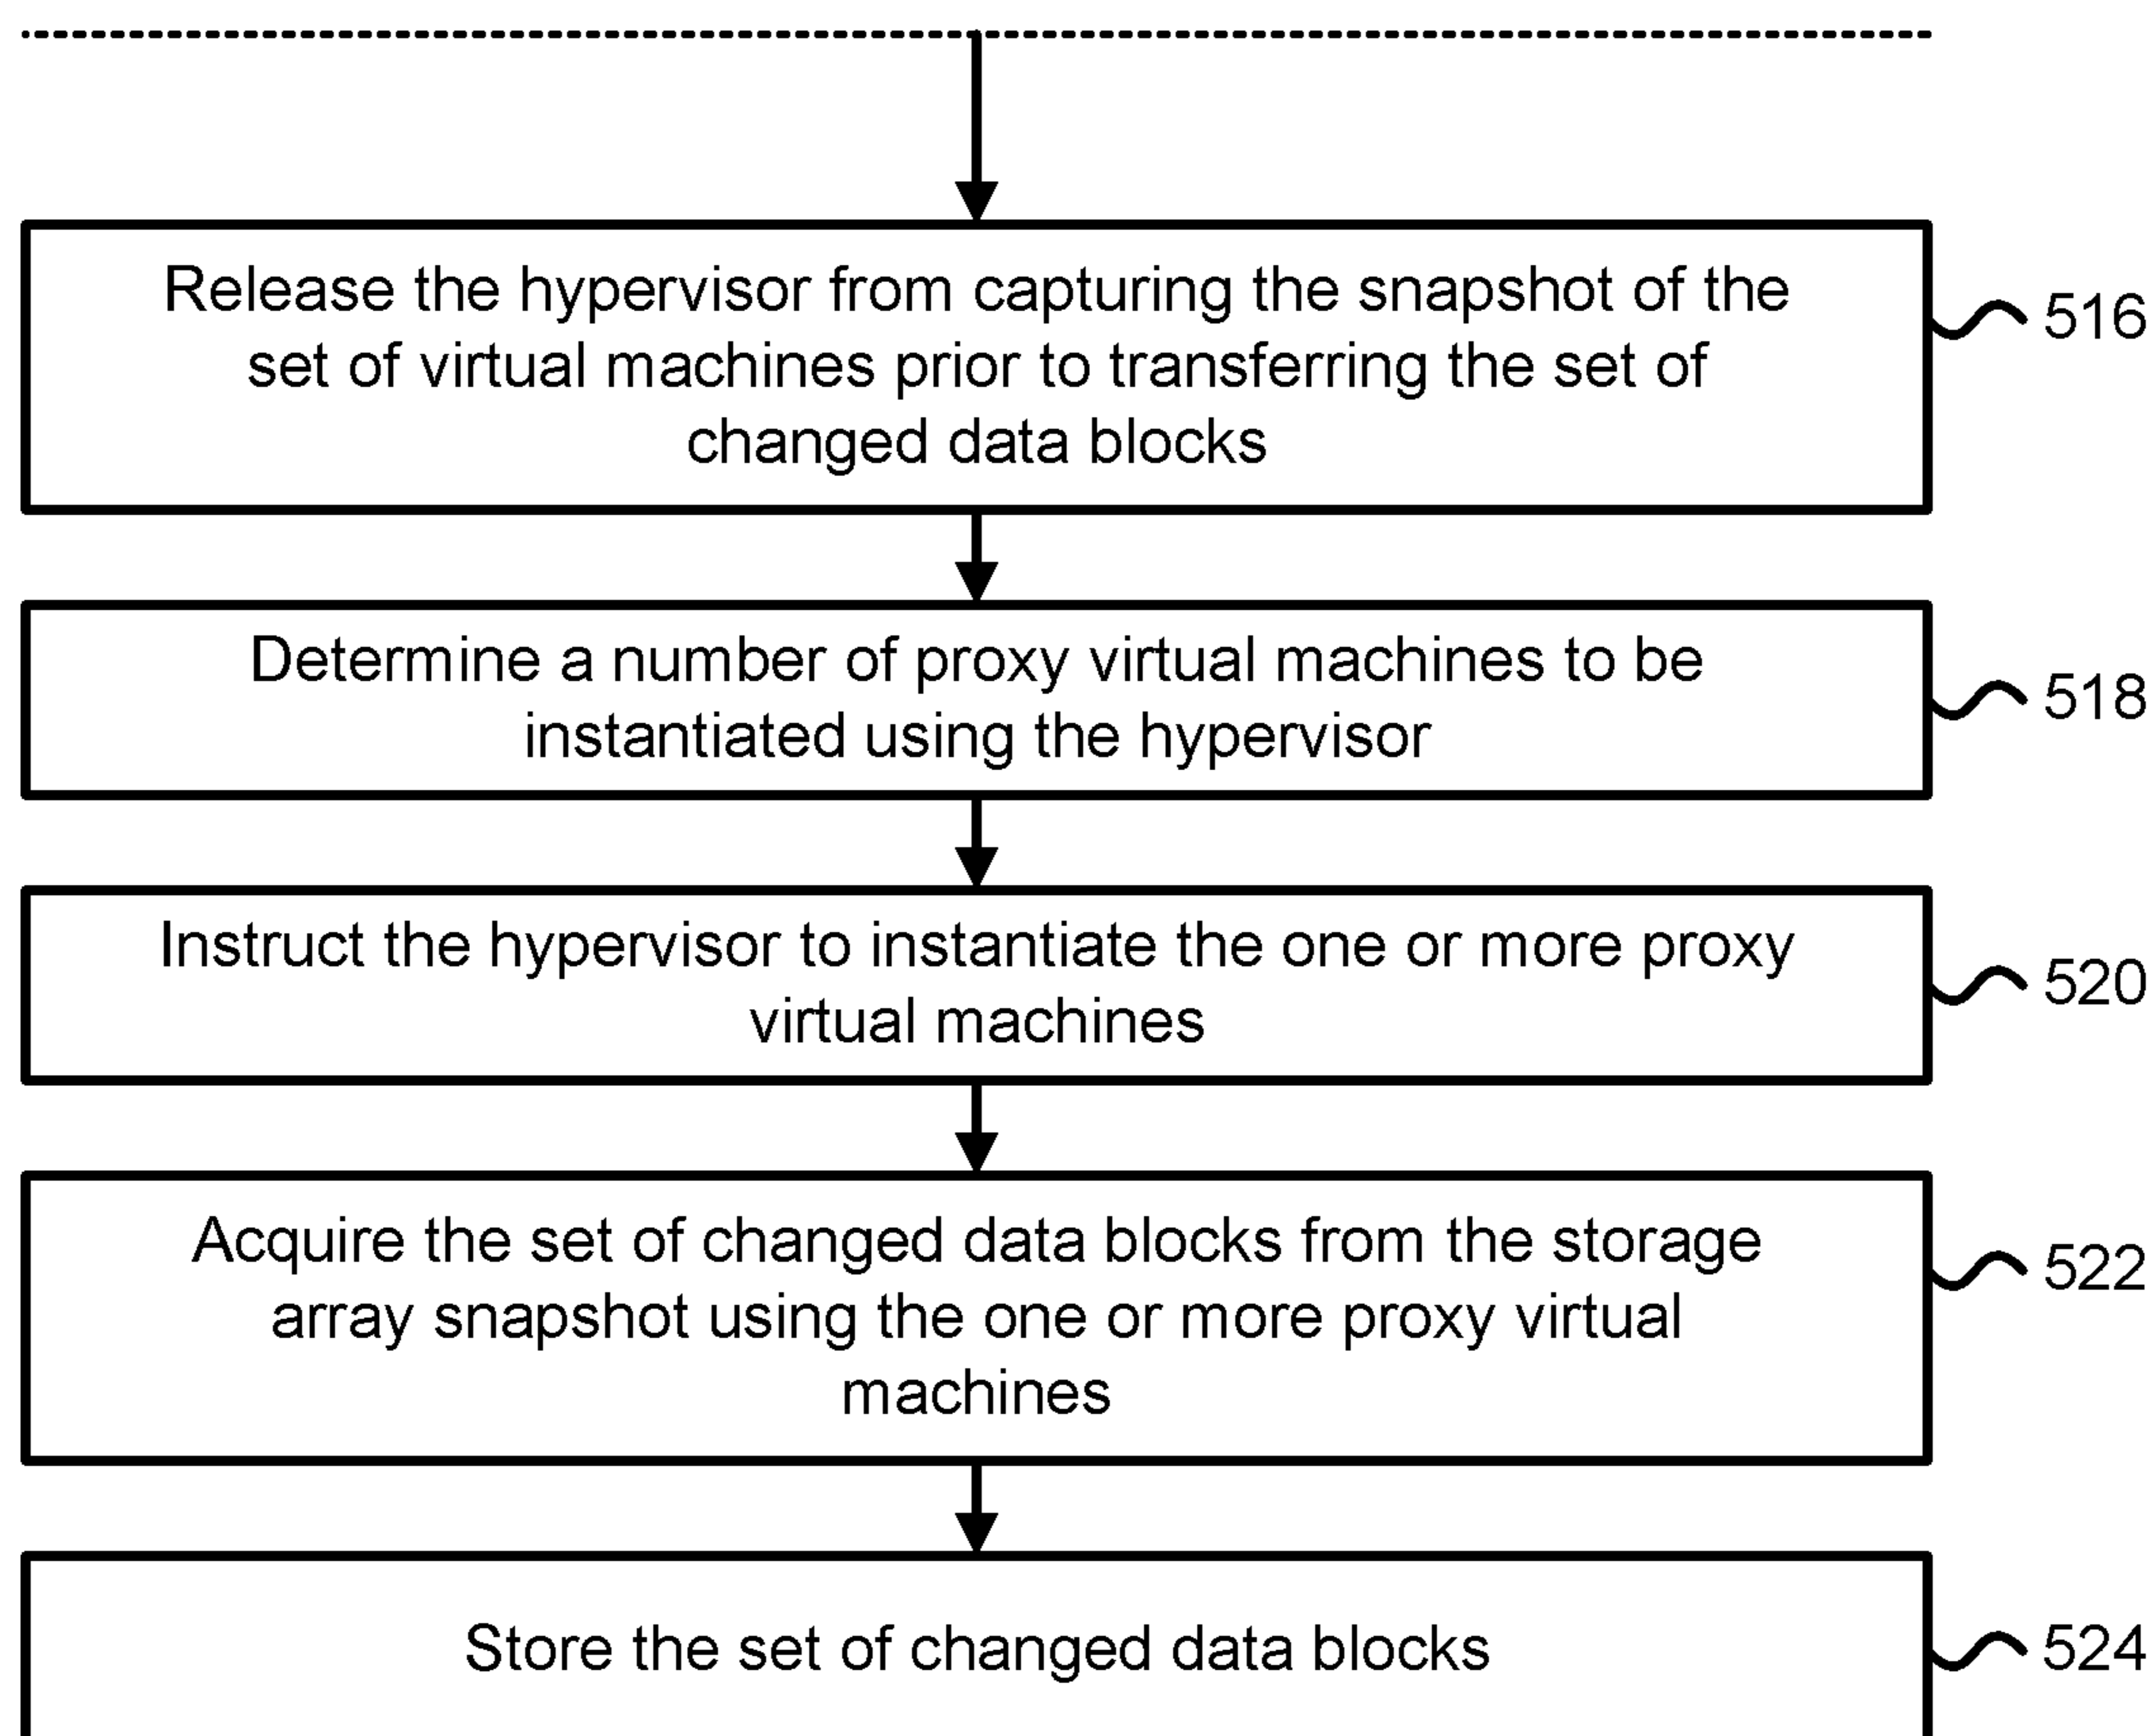 Release the hypervisor from capturing the snapshot of the
set of virtual machines prior to transferring the set of
changed data blocks
516
Determine a number of proxy virtual machines to be
instantiated using the hypervisor
518
Instruct the hypervisor to instantiate the one or more proxy
virtual machines
520
Acquire the set of changed data blocks from the storage
array snapshot using the one or more proxy virtual
machines
522
Store the set of changed data blocks
524